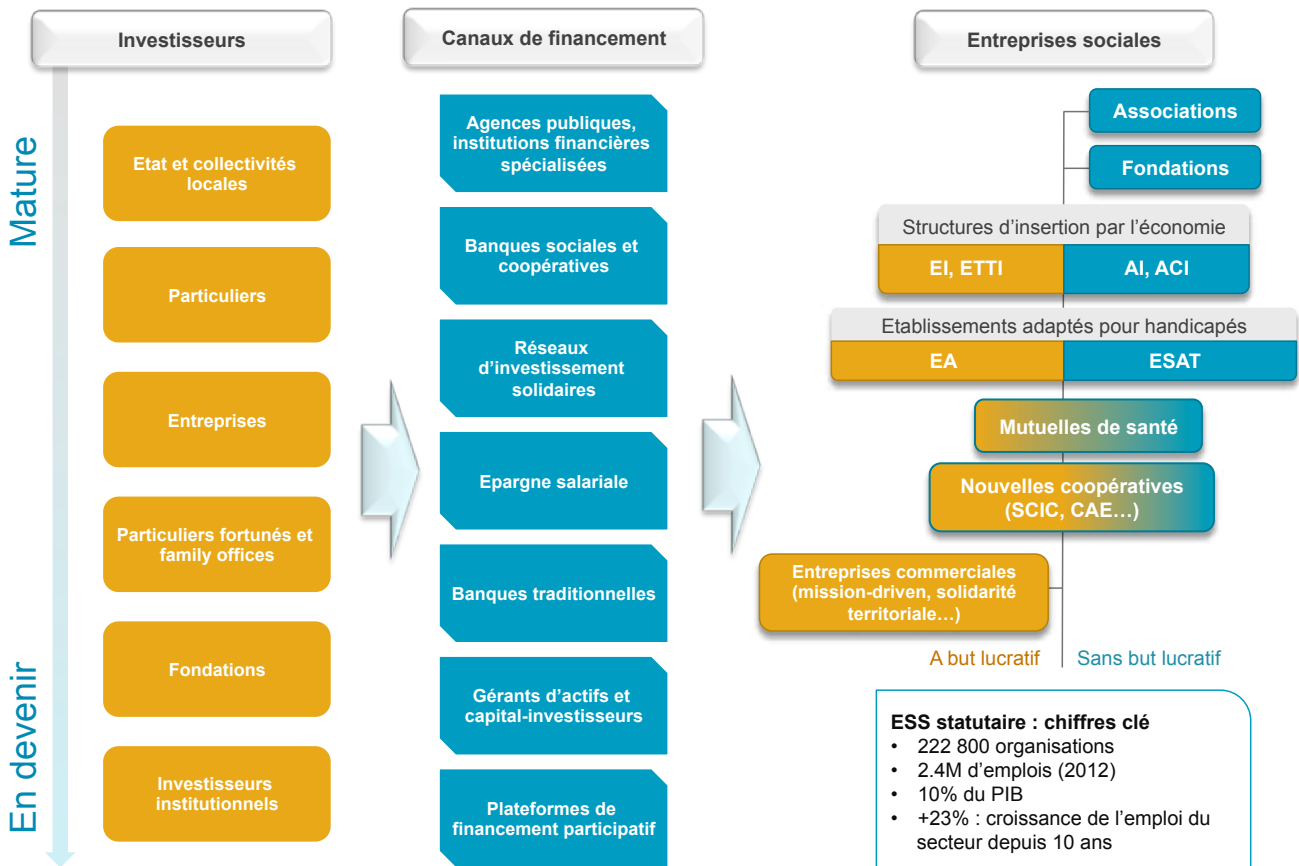 Investisseurs
Canaux de financement
Entreprises sociales
Mature
En devenir
Etat et collectivités
locales
Particuliers
Entreprises
Particuliers fortunés et
family offices
Fondations
Investisseurs
institutionnels
Agences publiques,
institutions financières
spécialisées
Banques sociales et
coopératives
Réseaux
d’investissement
solidaires
Epargne salariale
Banques traditionnelles
Gérants d’actifs et
capital-investisseurs
Plateformes de
financement participatif
Associations
Fondations
Structures d’insertion par l’économie
EI, ETTI
AI, ACI
Etablissements adaptés pour handicapés
EA
ESAT
Mutuelles de santé
Nouvelles coopératives
(SCIC, CAE…)
Entreprises commerciales
(mission-driven, solidarité
territoriale…)
A but lucratif
Sans but lucratif
ESS statutaire : chiffres clé
• 222 800 organisations
• 2.4M d’emplois (2012)
• 10% du PIB
• +23% : croissance de l’emploi du
secteur depuis 10 ans